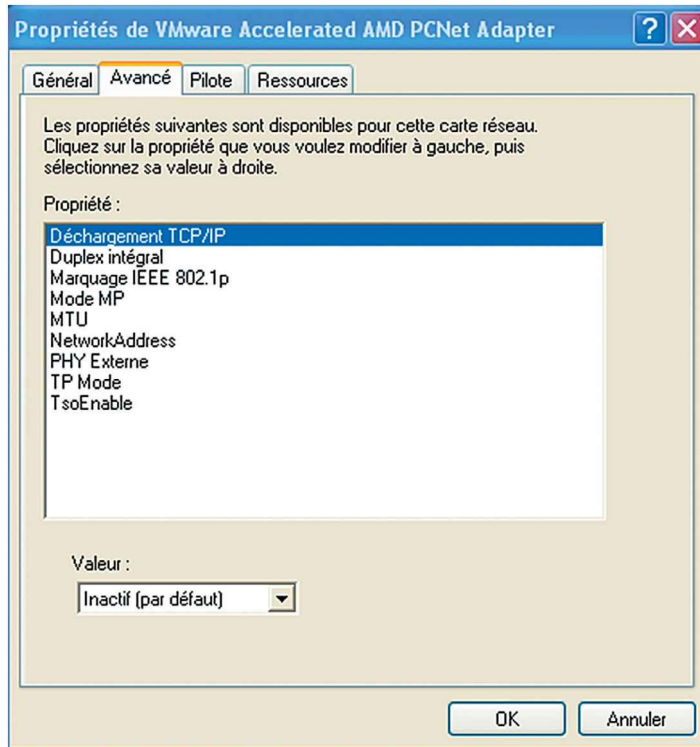 Propriétés de VMware Accelerated AMD PCNet Adapter
Général Avancé Pilote Ressources
Les propriétés suivantes sont disponibles pour cette carte réseau.
Cliquez sur la propriété que vous voulez modifier à gauche, puis
sélectionnez sa valeur à droite.
Propriété :
Déchargement TCP/IP
Duplex intégral
Marquage IEEE 802.1p
Mode MP
MTU
NetworkAddress
PHY Externe
TP Mode
TsoEnable
Valeur :
Inactif (par défaut)
OK Annuler